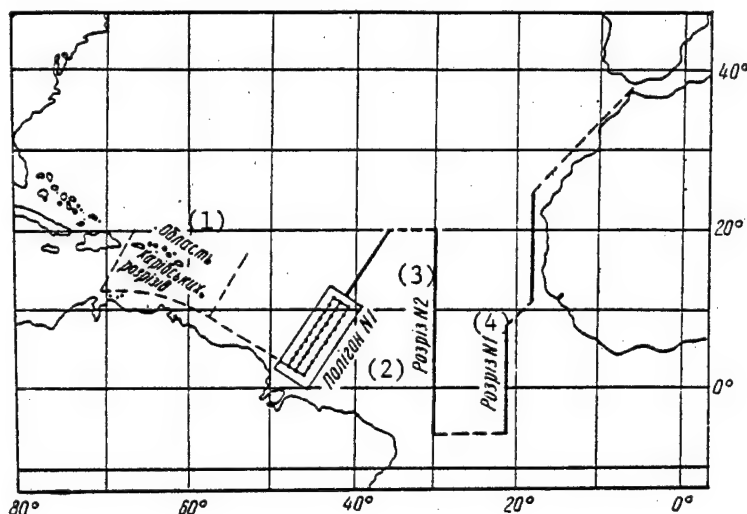 40°
(1)
область
карібських
розрізів
20°
(3)
Розріз N2
(4)
Розріз N1
Полігон N1
(2)
0°
80°
60°
40°
20°
0°